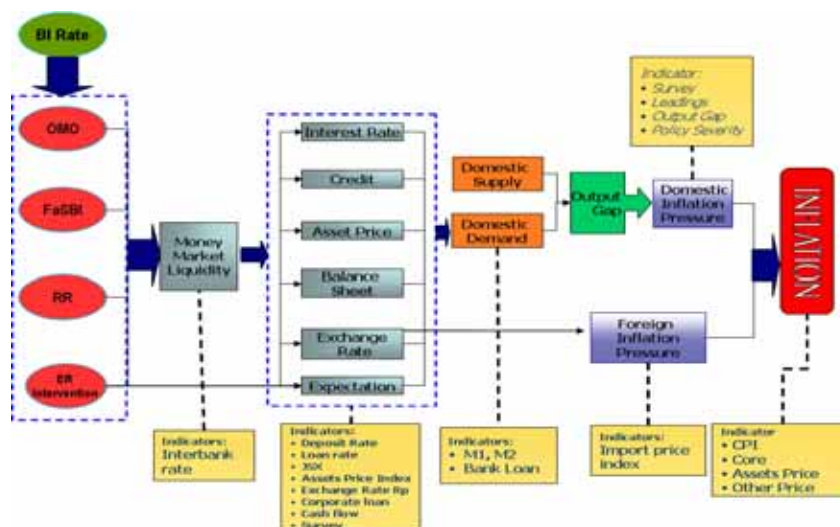 BI Rate
OMO
FaSBI
RR
ER
Intervention
Money
Market
Liquidity
Interest Rate
Credit
Asset Price
Balance
Sheet
Exchange
Rate
Expectation
Domestic
Supply
Domestic
Demand
Output
Gap
Indicator:
• Survey
• Leadings
• Output Gap
• Policy Severity
Domestic
Inflation
Pressure
Foreign
Inflation
Pressure
INFLATION
Indicators:
Interbank
rate
Indicators:
• Deposit Rate
• Loan rate
• JSX
• Assets Price Index
• Exchange Rate Rp
• Corporate loan
• Cash flow
• Survey
Indicators:
• M1, M2
• Bank Loan
Indicators:
Import price
index
Indicator
• CPI
• Core
• Assets Price
• Other Price